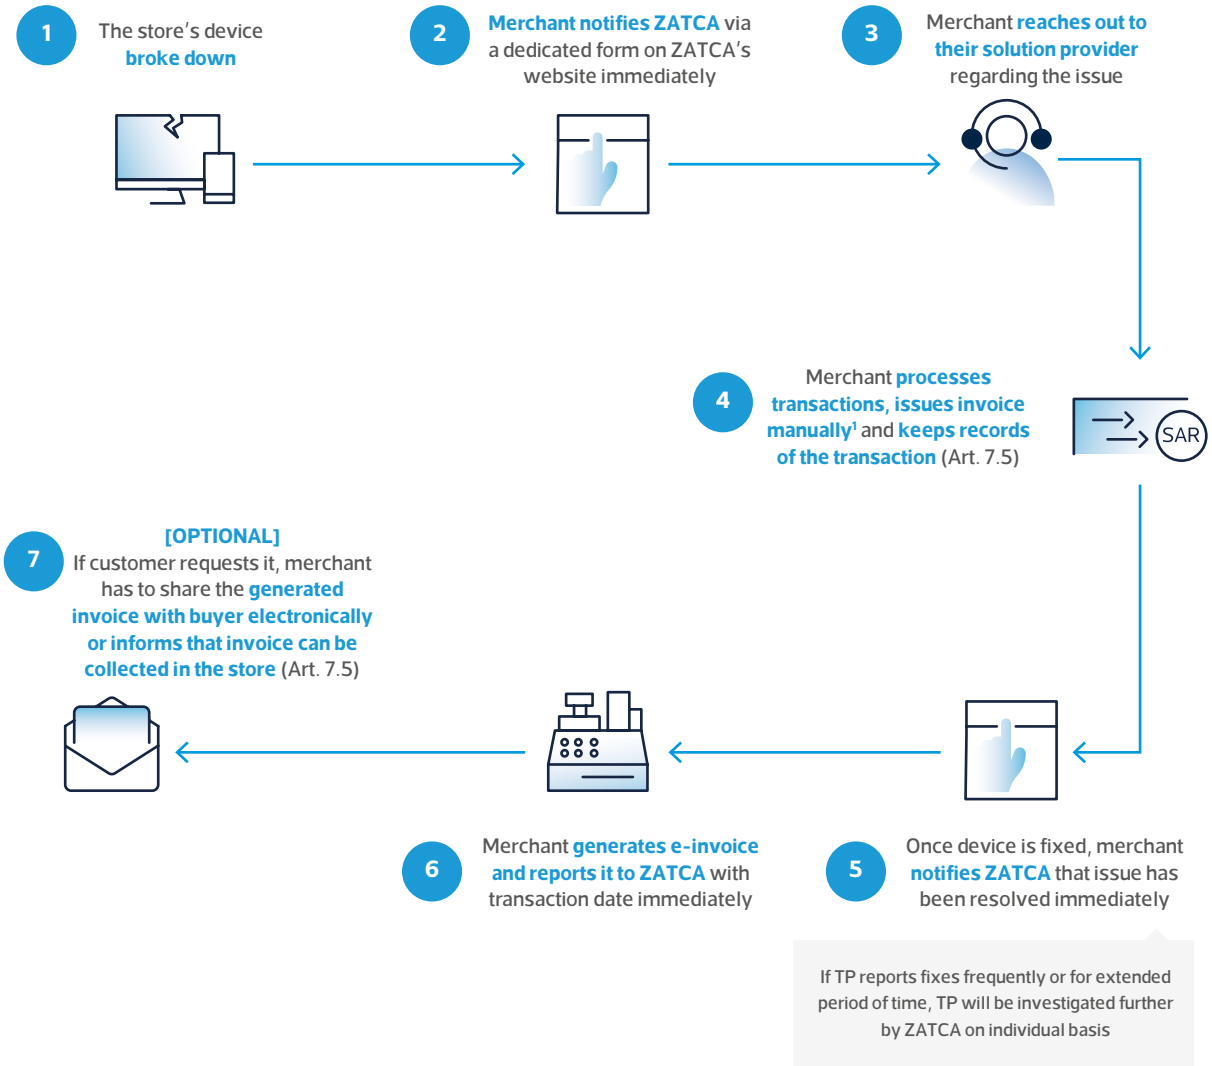 1
The store's device
broke down
2
Merchant notifies ZATCA via
a dedicated form on ZATCA's
website immediately
3
Merchant reaches out to
their solution provider
regarding the issue
4
Merchant processes
transactions, issues invoice
manually¹ and keeps records
of the transaction (Art. 7.5)
SAR
5
Once device is fixed, merchant
notifies ZATCA that issue has
been resolved immediately
If TP reports fixes frequently or for extended
period of time, TP will be investigated further
by ZATCA on individual basis
6
Merchant generates e-invoice
and reports it to ZATCA with
transaction date immediately
7
[OPTIONAL]
If customer requests it, merchant
has to share the generated
invoice with buyer electronically
or informs that invoice can be
collected in the store (Art. 7.5)